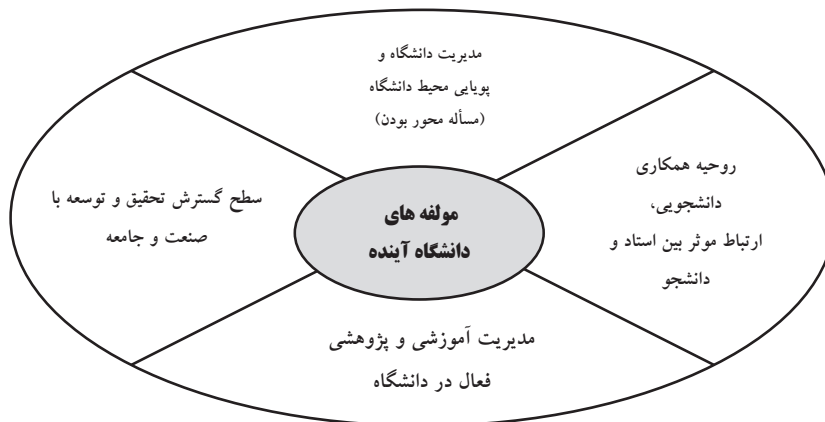 مدیریت دانشگاه و
پویایی محیط دانشگاه
(مسأله محور بودن)
روحیه همکاری
دانشجویی،
ارتباط موثر بین استاد و
دانشجو
مولفه های
دانشگاه آینده
سطح گسترش تحقیق و توسعه با
صنعت و جامعه
مدیریت آموزشی و پژوهشی
فعال در دانشگاه